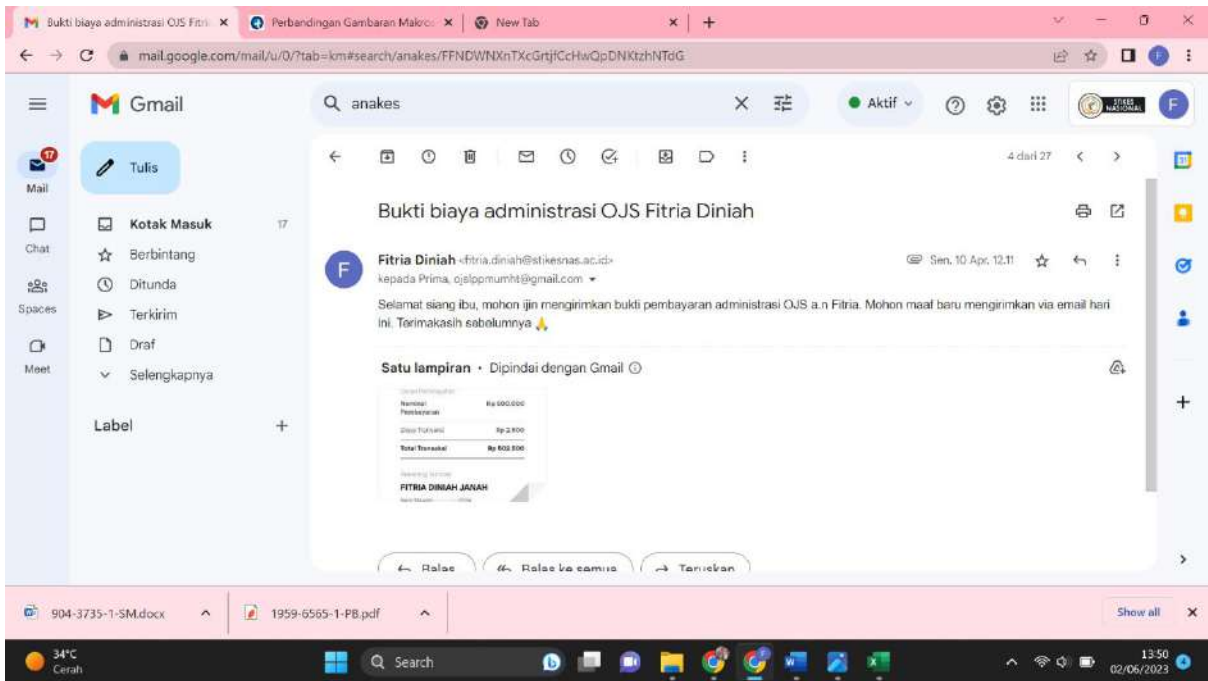 Bukti biaya administrasi OJS Fitri
Perbandingan Gambaran Makros
New Tab
mail.google.com/mail/u/0/?tab=km#search/anakes/FFNDWNXnTXcGrtjfCcHwQpDNKtzhNTdG
Gmail
anakes
Aktif
17
Mail
Chat
Spaces
Meet
Tulis
Kotak Masuk 17
Berbintang
Ditunda
Terkirim
Draf
Selengkapnya
Label
4 dari 27
Bukti biaya administrasi OJS Fitria Diniah
Fitria Diniah <fitria.diniah@stikesnas.ac.id>
Sen, 10 Apr, 12.11
kepada Prima, ojslppmumht@gmail.com
Selamat siang ibu, mohon ijin mengirimkan bukti pembayaran administrasi OJS a.n Fitria. Mohon maaf baru mengirimkan via email hari
ini. Terimakasih sebelumnya
Satu lampiran • Dipindai dengan Gmail
Nominal Rp 600.000
Pembayaran
Rp 2.500
Total Transaksi Rp 602.500
FITRIA DINIAH JANAH
Balas
Balas ke semua
Teruskan
904-3735-1-SM.docx
1959-6565-1-PB.pdf
Show all
34°C
Cerah
Search
13:50
02/06/2023